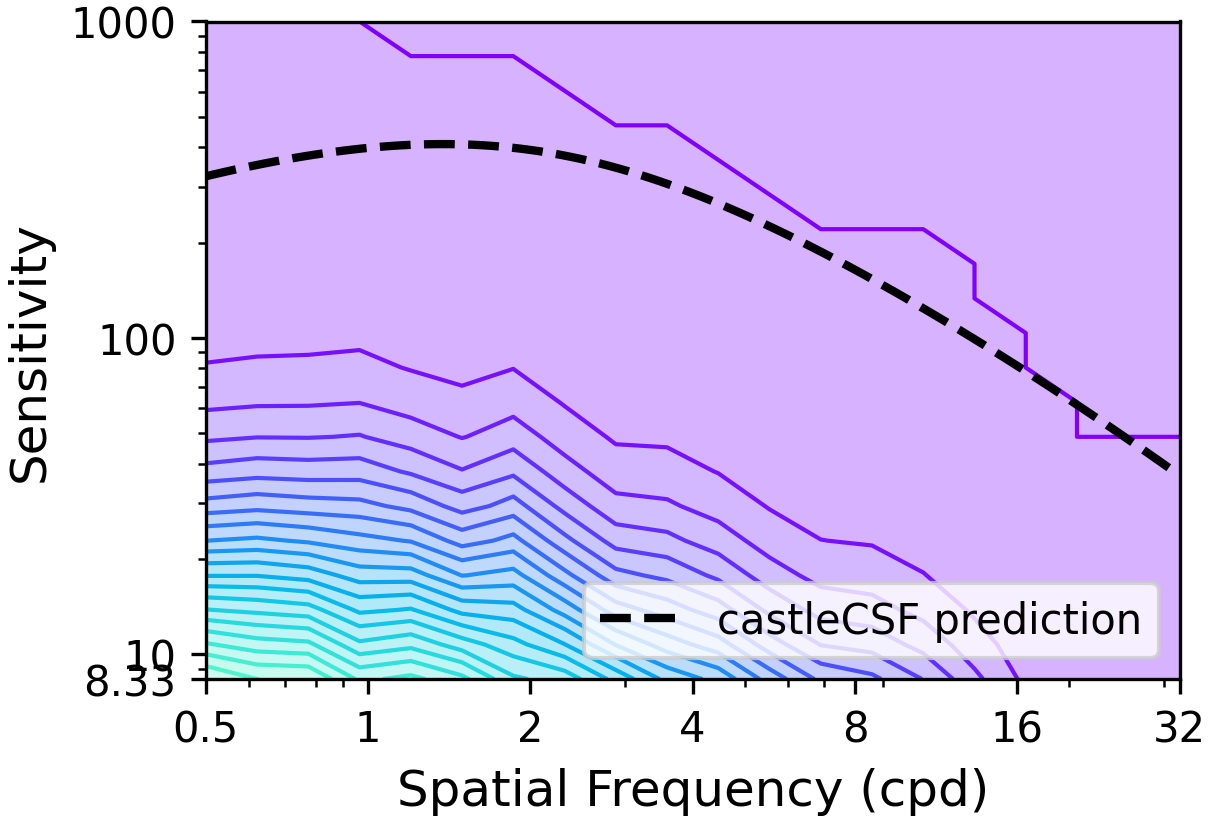 1000
100
10
8.33
Sensitivity
castleCSF prediction
0.5 1 2 4 8 16 32
Spatial Frequency (cpd)